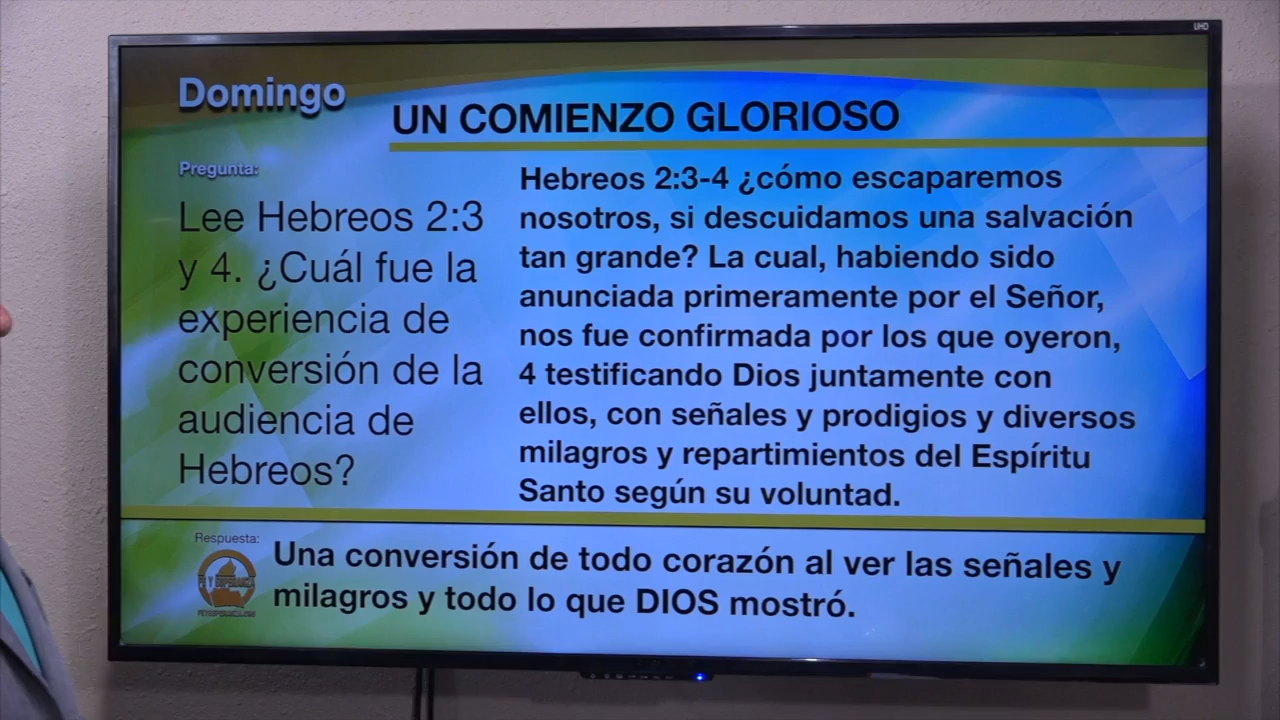 UHD
Domingo
UN COMIENZO GLORIOSO
Pregunta:
Lee Hebreos 2:3
y 4. ¿Cuál fue la
experiencia de
conversión de la
audiencia de
Hebreos?
Hebreos 2:3-4 ¿cómo escaparemos
nosotros, si descuidamos una salvación
tan grande? La cual, habiendo sido
anunciada primeramente por el Señor,
nos fue confirmada por los que oyeron,
4 testificando Dios juntamente con
ellos, con señales y prodigios y diversos
milagros y repartimientos del Espíritu
Santo según su voluntad.
Respuesta:
FE Y ESPERANZA
Una conversión de todo corazón al ver las señales y
milagros y todo lo que DIOS mostró.